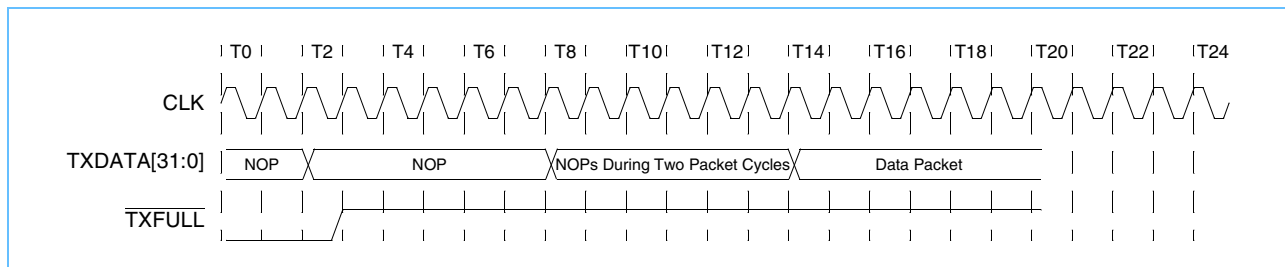 T0 T2 T4 T6 T8 T10 T12 T14 T16 T18 T20 T22 T24
CLK
TXDATA[31:0] NOP NOP NOPs During Two Packet Cycles Data Packet
TXFULL